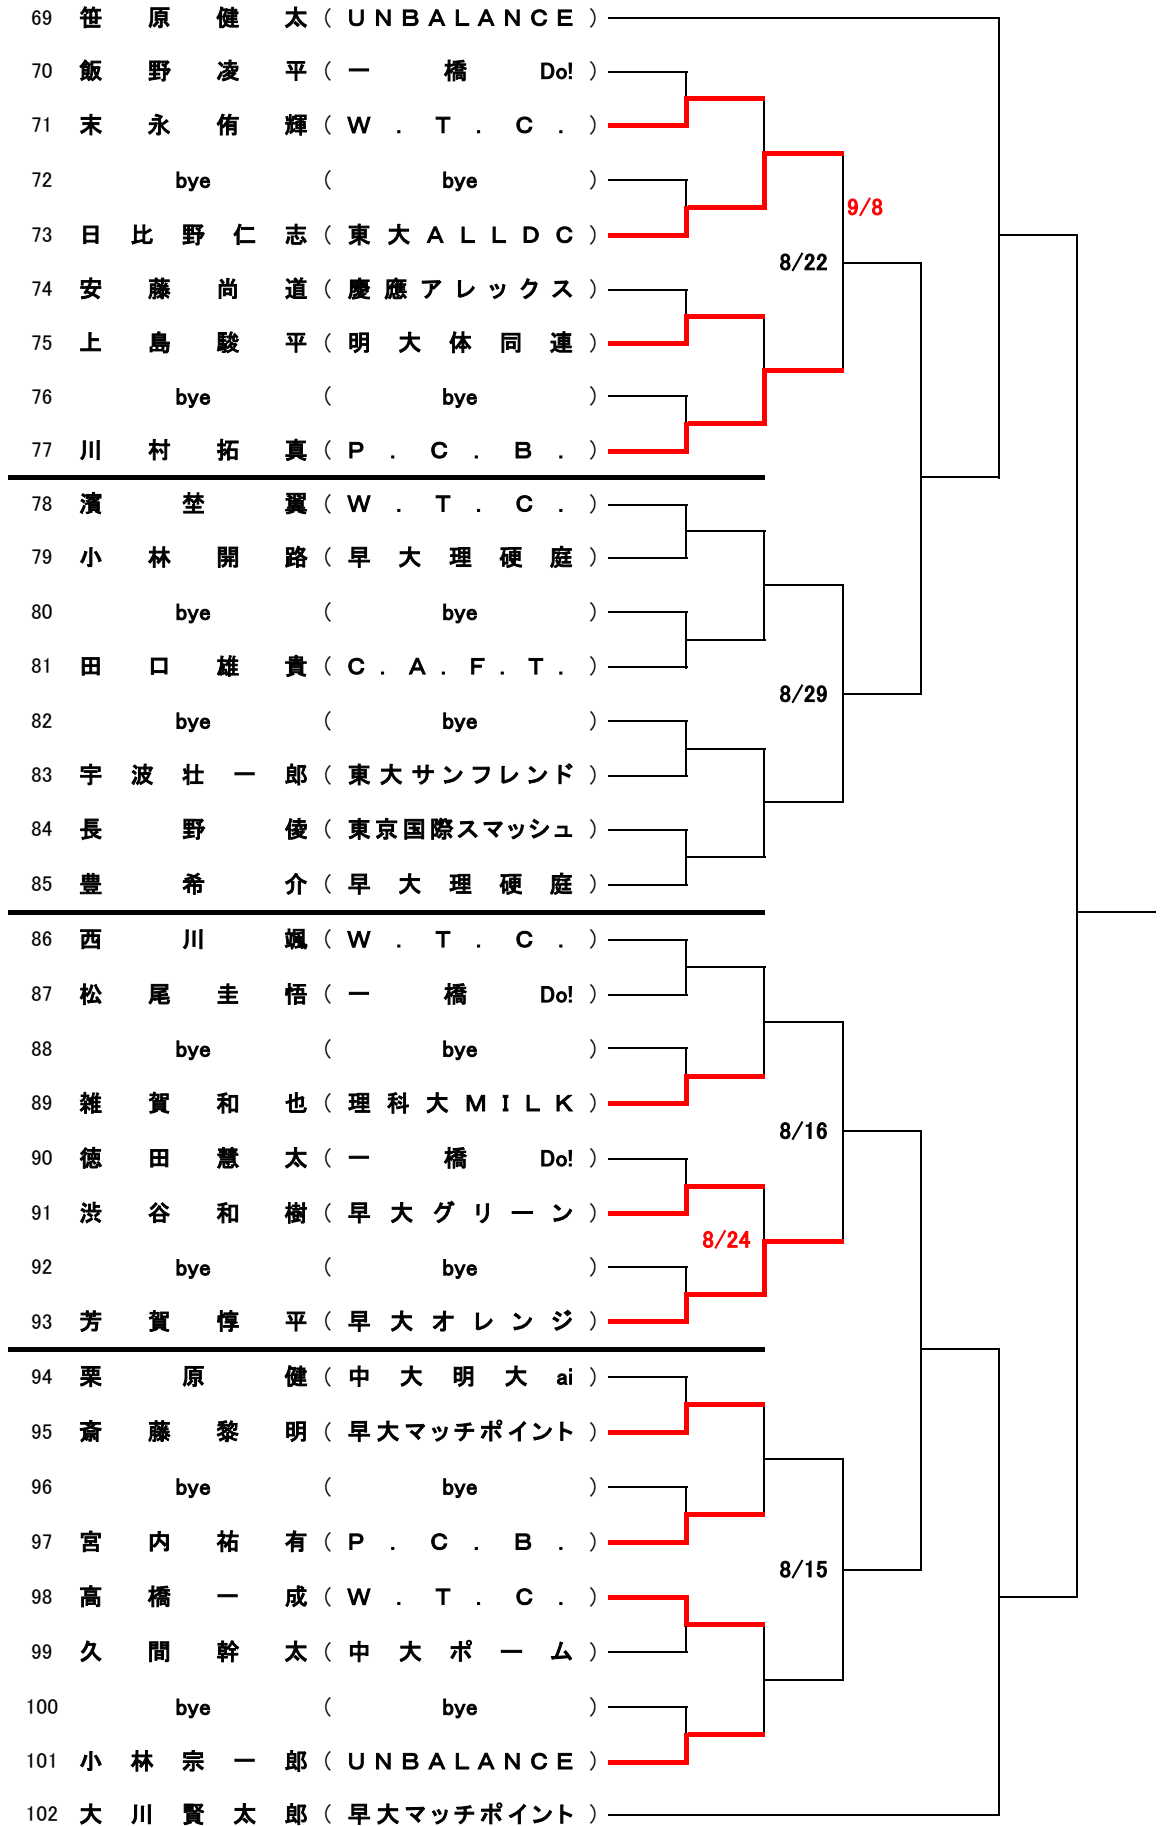 69 笹原健太 ( UNBALANCE )
70 飯野凌平 ( 一橋Do! )
71 末永侑輝 ( W.T.C. )
72 bye ( bye )
9/8
73 日比野仁志 ( 東大ALLDC )
8/22
74 安藤尚道 ( 慶應アレックス )
75 上島駿平 ( 明大体同連 )
76 bye ( bye )
77 川村拓真 ( P.C.B. )
78 濱埜翼 ( W.T.C. )
79 小林開路 ( 早大理硬庭 )
80 bye ( bye )
81 田口雄貴 ( C.A.F.T. )
8/29
82 bye ( bye )
83 宇波壮一郎 ( 東大サンフレンド )
84 長野倰 ( 東京国際スマッシュ )
85 豊希介 ( 早大理硬庭 )
86 西川颯 ( W.T.C. )
87 松尾圭悟 ( 一橋Do! )
88 bye ( bye )
89 雑賀和也 ( 理科大MILK )
8/16
90 徳田慧太 ( 一橋Do! )
91 渋谷和樹 ( 早大グリーン )
8/24
92 bye ( bye )
93 芳賀惇平 ( 早大オレンジ )
94 栗原健 ( 中大明大ai )
95 斎藤黎明 ( 早大マッチポイント )
96 bye ( bye )
97 宮内祐有 ( P.C.B. )
8/15
98 高橋一成 ( W.T.C. )
99 久間幹太 ( 中大ポーム )
100 bye ( bye )
101 小林宗一郎 ( UNBALANCE )
102 大川賢太郎 ( 早大マッチポイント )